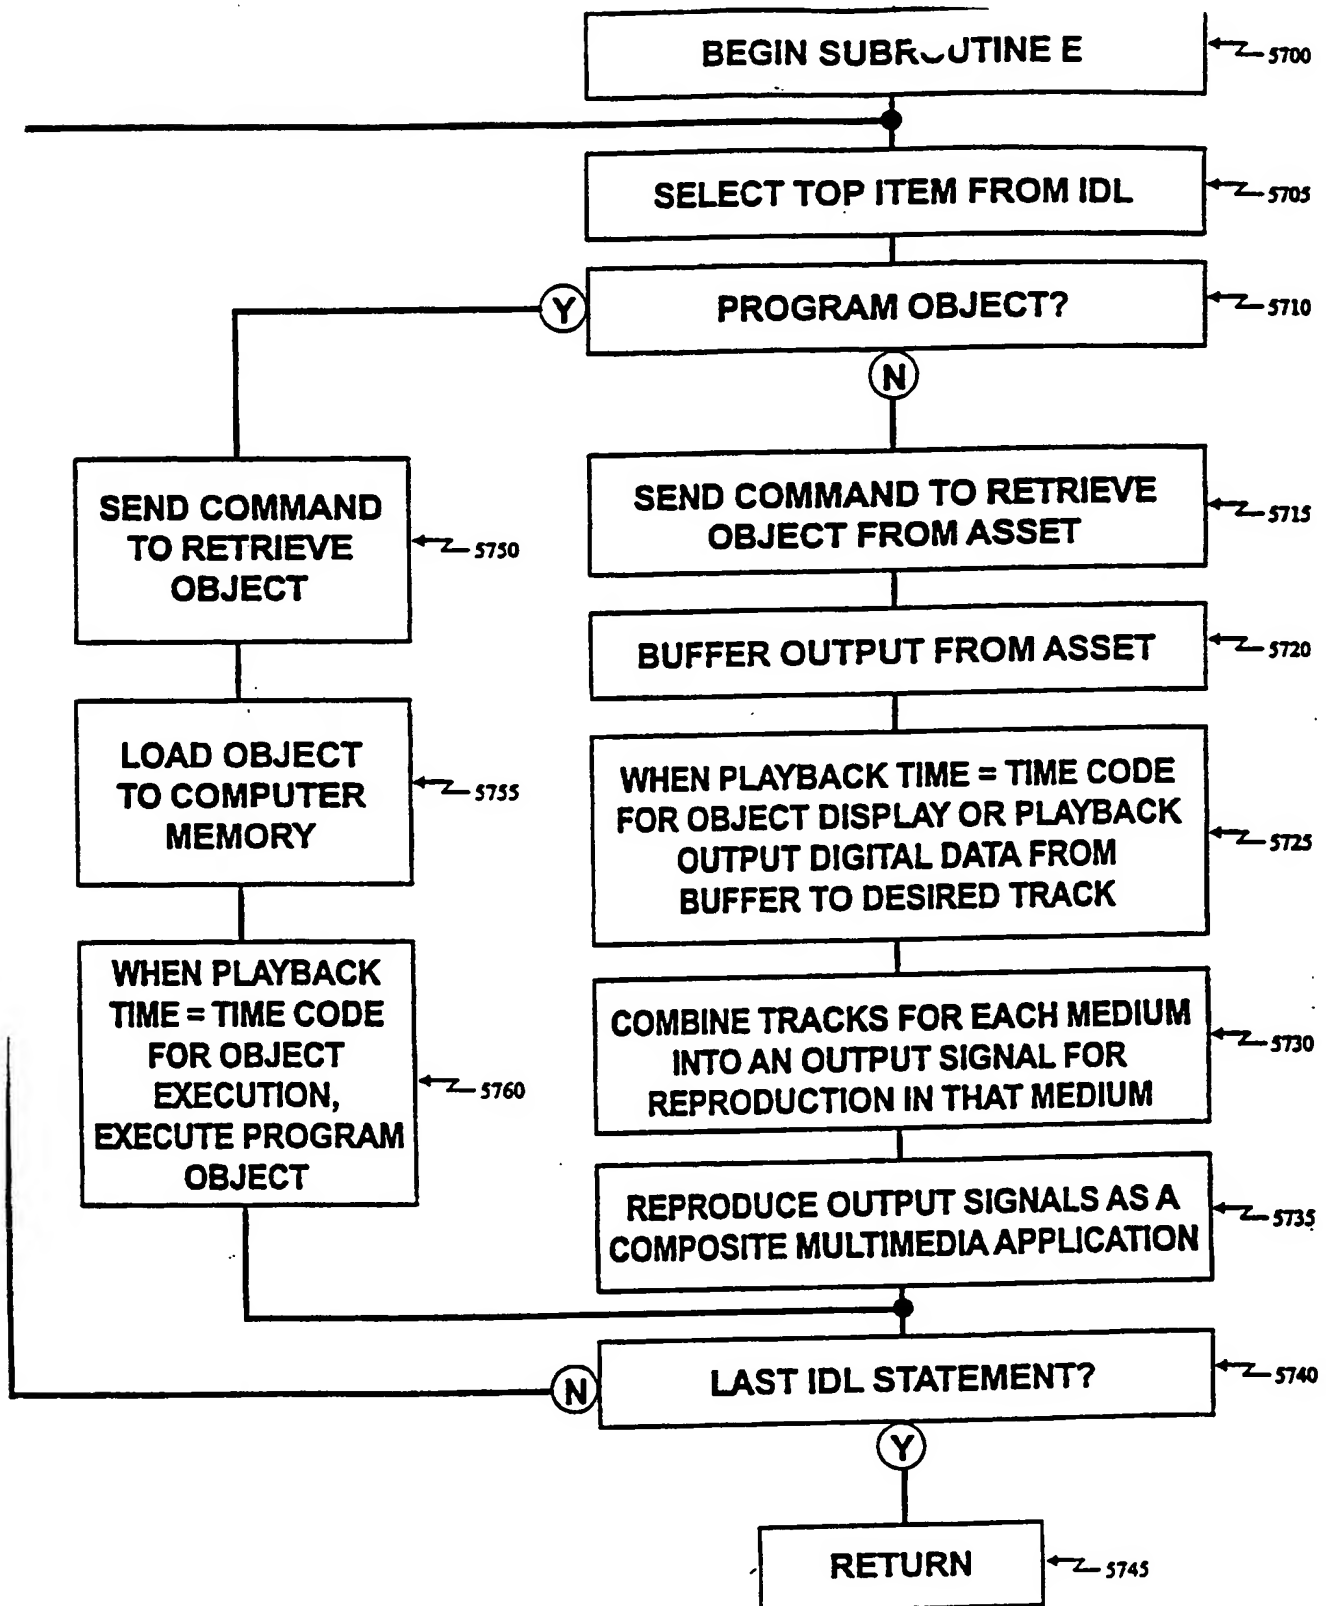 BEGIN SUBROUTINE E
5700
SELECT TOP ITEM FROM IDL
5705
PROGRAM OBJECT?
5710
Y
N
SEND COMMAND
TO RETRIEVE
OBJECT
5750
LOAD OBJECT
TO COMPUTER
MEMORY
5755
WHEN PLAYBACK
TIME = TIME CODE
FOR OBJECT
EXECUTION,
EXECUTE PROGRAM
OBJECT
5760
SEND COMMAND TO RETRIEVE
OBJECT FROM ASSET
5715
BUFFER OUTPUT FROM ASSET
5720
WHEN PLAYBACK TIME = TIME CODE
FOR OBJECT DISPLAY OR PLAYBACK
OUTPUT DIGITAL DATA FROM
BUFFER TO DESIRED TRACK
5725
COMBINE TRACKS FOR EACH MEDIUM
INTO AN OUTPUT SIGNAL FOR
REPRODUCTION IN THAT MEDIUM
5730
REPRODUCE OUTPUT SIGNALS AS A
COMPOSITE MULTIMEDIA APPLICATION
5735
LAST IDL STATEMENT?
5740
N
Y
RETURN
5745